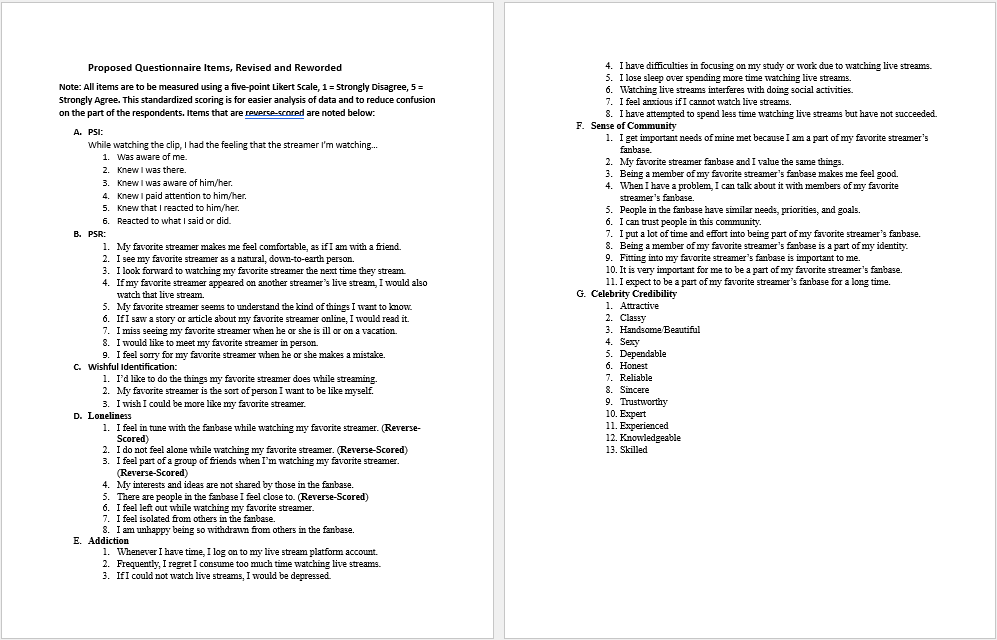 Proposed Questionnaire Items, Revised and Reworded
Note: All items are to be measured using a five-point Likert Scale, 1 = Strongly Disagree, 5 =
Strongly Agree. This standardized scoring is for easier analysis of data and to reduce confusion
on the part of the respondents. Items that are reverse-scored are noted below:
A. PSI:
While watching the clip, I had the feeling that the streamer I'm watching...
1. Was aware of me.
2. Knew I was there.
3. Knew I was aware of him/her.
4. Knew I paid attention to him/her.
5. Knew that I reacted to him/her.
6. Reacted to what I said or did.
B. PSR:
1. My favorite streamer makes me feel comfortable, as if I am with a friend.
2. I see my favorite streamer as a natural, down-to-earth person.
3. I look forward to watching my favorite streamer the next time they stream.
4. If my favorite streamer appeared on another streamer's live stream, I would also
watch that live stream.
5. My favorite streamer seems to understand the kind of things I want to know.
6. If I saw a story or article about my favorite streamer online, I would read it.
7. I miss seeing my favorite streamer when he or she is ill or on a vacation.
8. I would like to meet my favorite streamer in person.
9. I feel sorry for my favorite streamer when he or she makes a mistake.
C. Wishful Identification:
1. I'd like to do the things my favorite streamer does while streaming.
2. My favorite streamer is the sort of person I want to be like myself.
3. I wish I could be more like my favorite streamer.
D. Loneliness
1. I feel in tune with the fanbase while watching my favorite streamer. (Reverse-
Scored)
2. I do not feel alone while watching my favorite streamer. (Reverse-Scored)
3. I feel part of a group of friends when I'm watching my favorite streamer.
(Reverse-Scored)
4. My interests and ideas are not shared by those in the fanbase.
5. There are people in the fanbase I feel close to. (Reverse-Scored)
6. I feel left out while watching my favorite streamer.
7. I feel isolated from others in the fanbase.
8. I am unhappy being so withdrawn from others in the fanbase.
E. Addiction
1. Whenever I have time, I log on to my live stream platform account.
2. Frequently, I regret I consume too much time watching live streams.
3. If I could not watch live streams, I would be depressed.
4. I have difficulties in focusing on my study or work due to watching live streams.
5. I lose sleep over spending more time watching live streams.
6. Watching live streams interferes with doing social activities.
7. I feel anxious if I cannot watch live streams.
8. I have attempted to spend less time watching live streams but have not succeeded.
F. Sense of Community
1. I get important needs of mine met because I am a part of my favorite streamer's
fanbase.
2. My favorite streamer fanbase and I value the same things.
3. Being a member of my favorite streamer's fanbase makes me feel good.
4. When I have a problem, I can talk about it with members of my favorite
streamer's fanbase.
5. People in the fanbase have similar needs, priorities, and goals.
6. I can trust people in this community.
7. I put a lot of time and effort into being part of my favorite streamer's fanbase.
8. Being a member of my favorite streamer's fanbase is a part of my identity.
9. Fitting into my favorite streamer's fanbase is important to me.
10. It is very important for me to be a part of my favorite streamer's fanbase.
11. I expect to be a part of my favorite streamer's fanbase for a long time.
G. Celebrity Credibility
1. Attractive
2. Classy
3. Handsome/Beautiful
4. Sexy
5. Dependable
6. Honest
7. Reliable
8. Sincere
9. Trustworthy
10. Expert
11. Experienced
12. Knowledgeable
13. Skilled